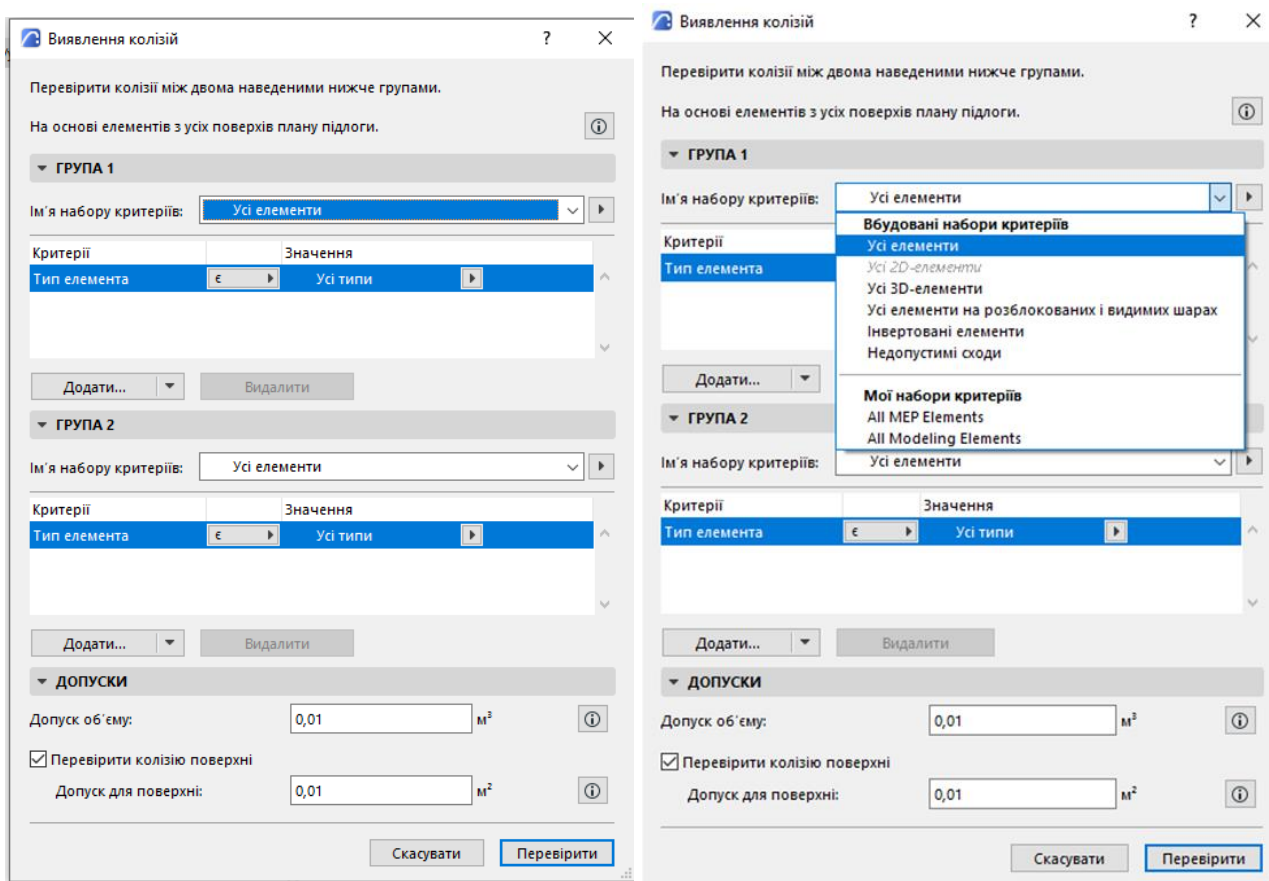 Виявлення колізій ?
Перевірити колізії між двома наведеними нижче групами.
На основі елементів з усіх поверхів плану підлоги.
ГРУПА 1
Ім'я набору критеріїв: Усі елементи
Критерії Значення
Тип елемента є Усі типи
Додати... Видалити
ГРУПА 2
Ім'я набору критеріїв: Усі елементи
Критерії Значення
Тип елемента є Усі типи
Додати... Видалити
ДОПУСКИ
Допуск об'єму: 0,01 м³
Перевірити колізію поверхні
Допуск для поверхні: 0,01 м²
Скасувати Перевірити
Виявлення колізій ?
Перевірити колізії між двома наведеними нижче групами.
На основі елементів з усіх поверхів плану підлоги.
ГРУПА 1
Ім'я набору критеріїв: Усі елементи
Вбудовані набори критеріїв
Критерії Усі елементи
Тип елемента Усі 2D-елементи
Усі 3D-елементи
Усі елементи на розблокованих і видимих шарах
Інвертовані елементи
Недопустимі сходи
Додати...
Мої набори критеріїв
ГРУПА 2 All MEP Elements
All Modeling Elements
Ім'я набору критеріїв: Усі елементи
Критерії Значення
Тип елемента є Усі типи
Додати... Видалити
ДОПУСКИ
Допуск об'єму: 0,01 м³
Перевірити колізію поверхні
Допуск для поверхні: 0,01 м²
Скасувати Перевірити